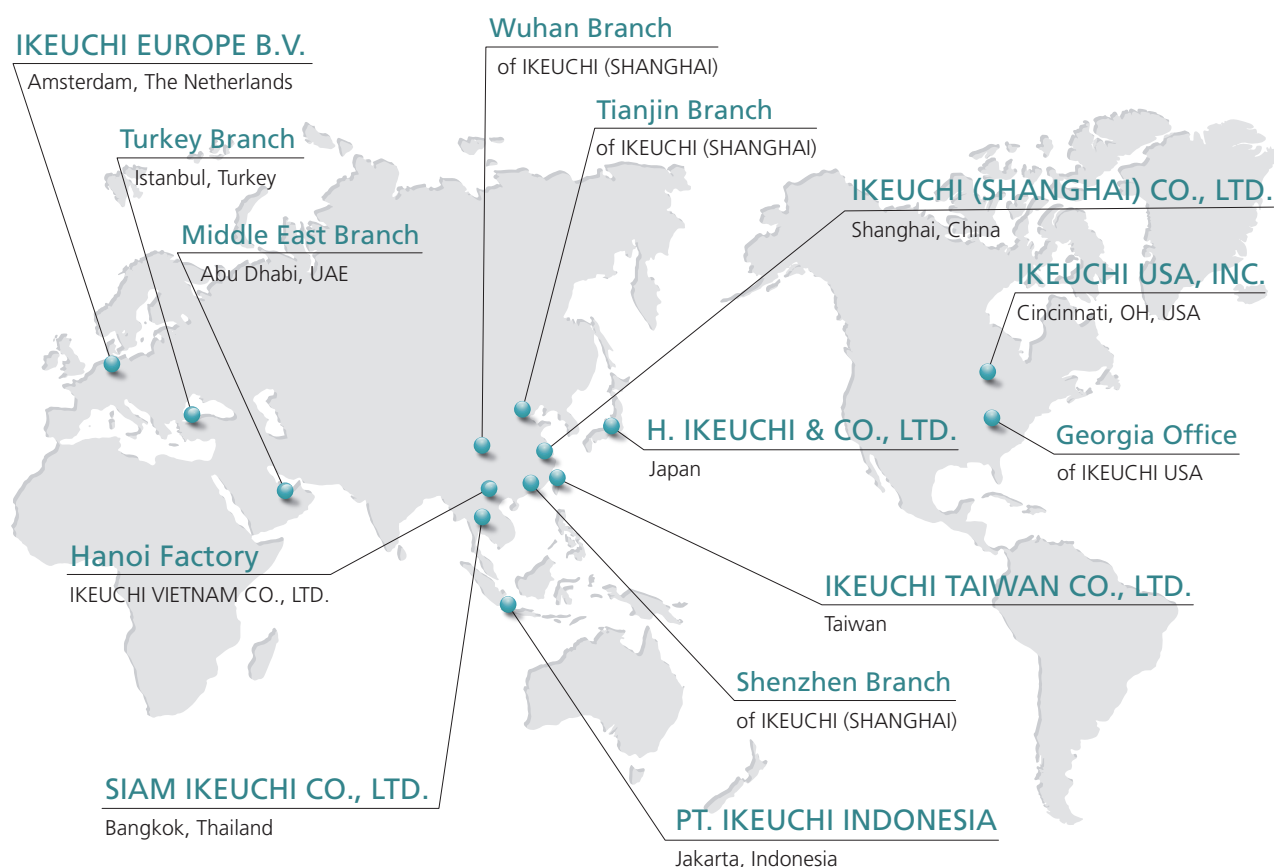 IKEUCHI EUROPE B.V.
Amsterdam, The Netherlands
Wuhan Branch
of IKEUCHI (SHANGHAI)
Tianjin Branch
of IKEUCHI (SHANGHAI)
Turkey Branch
Istanbul, Turkey
IKEUCHI (SHANGHAI) CO., LTD.
Shanghai, China
Middle East Branch
Abu Dhabi, UAE
IKEUCHI USA, INC.
Cincinnati, OH, USA
H. IKEUCHI & CO., LTD.
Japan
Georgia Office
of IKEUCHI USA
Hanoi Factory
IKEUCHI VIETNAM CO., LTD.
IKEUCHI TAIWAN CO., LTD.
Taiwan
Shenzhen Branch
of IKEUCHI (SHANGHAI)
SIAM IKEUCHI CO., LTD.
Bangkok, Thailand
PT. IKEUCHI INDONESIA
Jakarta, Indonesia